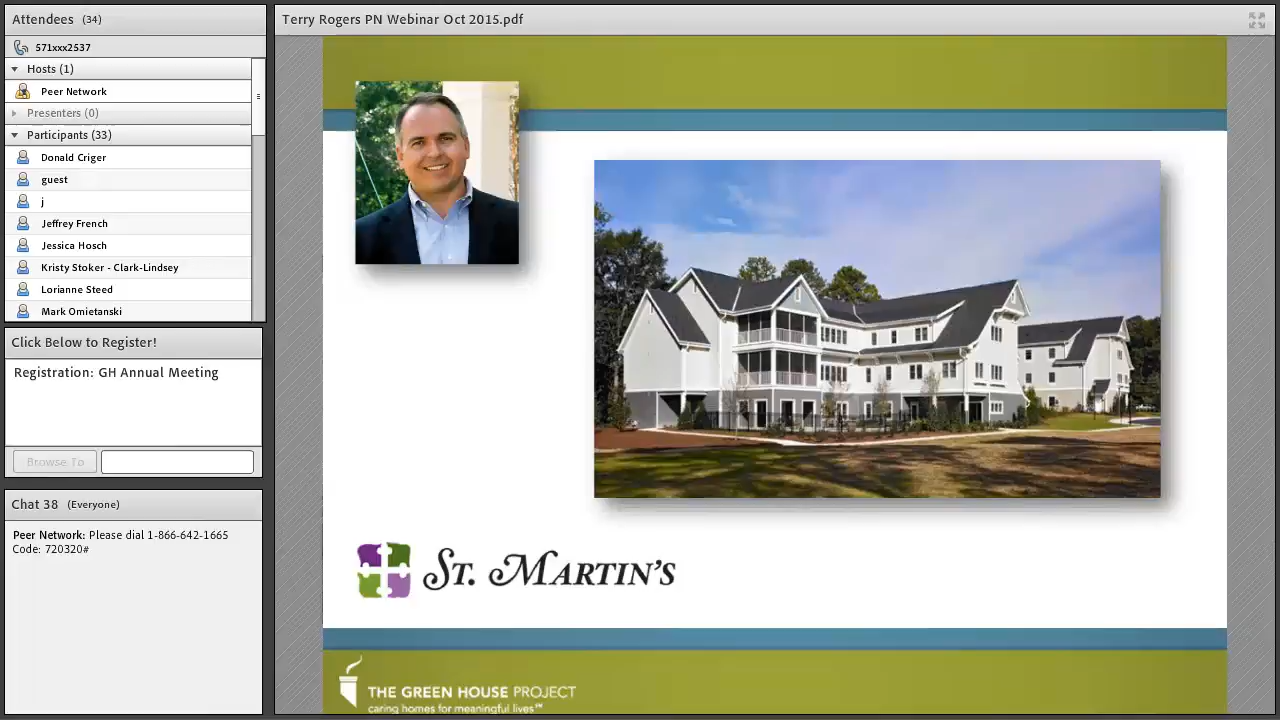 Attendees (34)
571xxx2537
Hosts (1)
Peer Network
Presenters (0)
Participants (33)
Donald Criger
guest
j
Jeffrey French
Jessica Hosch
Kristy Stoker - Clark-Lindsey
Lorianne Steed
Mark Omietanski
Click Below to Register!
Registration: GH Annual Meeting
Browse To
Chat 38 (Everyone)
Peer Network: Please dial 1-866-642-1665
Code: 720320#
Terry Rogers PN Webinar Oct 2015.pdf
St. Martin's
THE GREEN HOUSE PROJECT
caring homes for meaningful lives℠